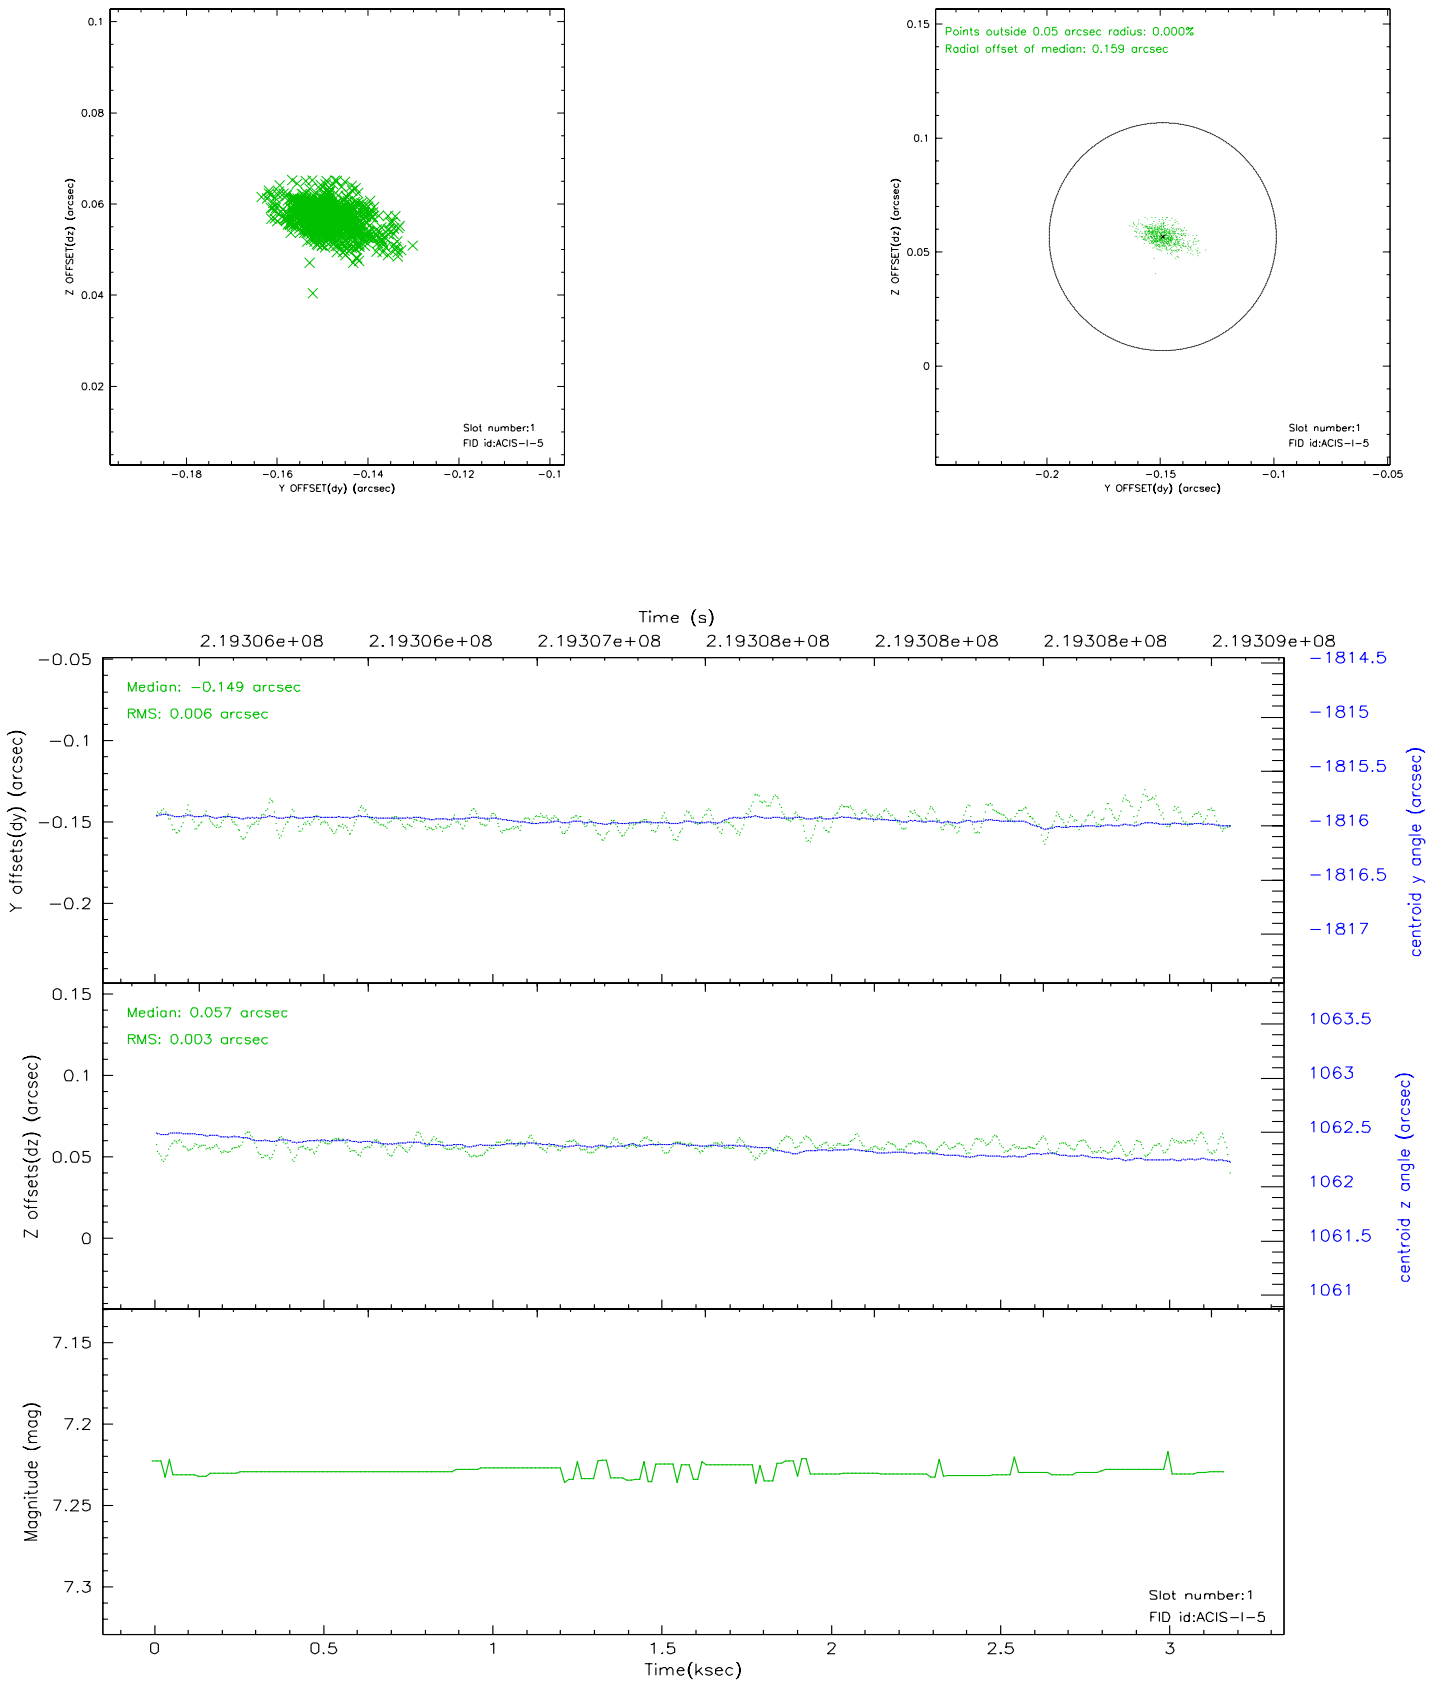 0.1
0.08
0.06
0.04
0.02
Z OFFSET(dz) (arcsec)
Slot number:1
FID id:ACIS-I-5
-0.18 -0.16 -0.14 -0.12 -0.1
Y OFFSET(dy) (arcsec)
Points outside 0.05 arcsec radius: 0.000%
Radial offset of median: 0.159 arcsec
0.15
0.1
0.05
0
Z OFFSET(dz) (arcsec)
Slot number:1
FID id:ACIS-I-5
-0.2 -0.15 -0.1 -0.05
Y OFFSET(dy) (arcsec)
Time (s)
2.19306e+08 2.19306e+08 2.19307e+08 2.19308e+08 2.19308e+08 2.19308e+08 2.19309e+08
Median: -0.149 arcsec
RMS: 0.006 arcsec
-0.05
-0.1
-0.15
-0.2
Y offsets(dy) (arcsec)
-1814.5
-1815
-1815.5
-1816
-1816.5
-1817
centroid y angle (arcsec)
Median: 0.057 arcsec
RMS: 0.003 arcsec
0.15
0.1
0.05
0
Z offsets(dz) (arcsec)
1063.5
1063
1062.5
1062
1061.5
1061
centroid z angle (arcsec)
7.15
7.2
7.25
7.3
Magnitude (mag)
Slot number:1
FID id:ACIS-I-5
0 0.5 1 1.5 2 2.5 3
Time(ksec)